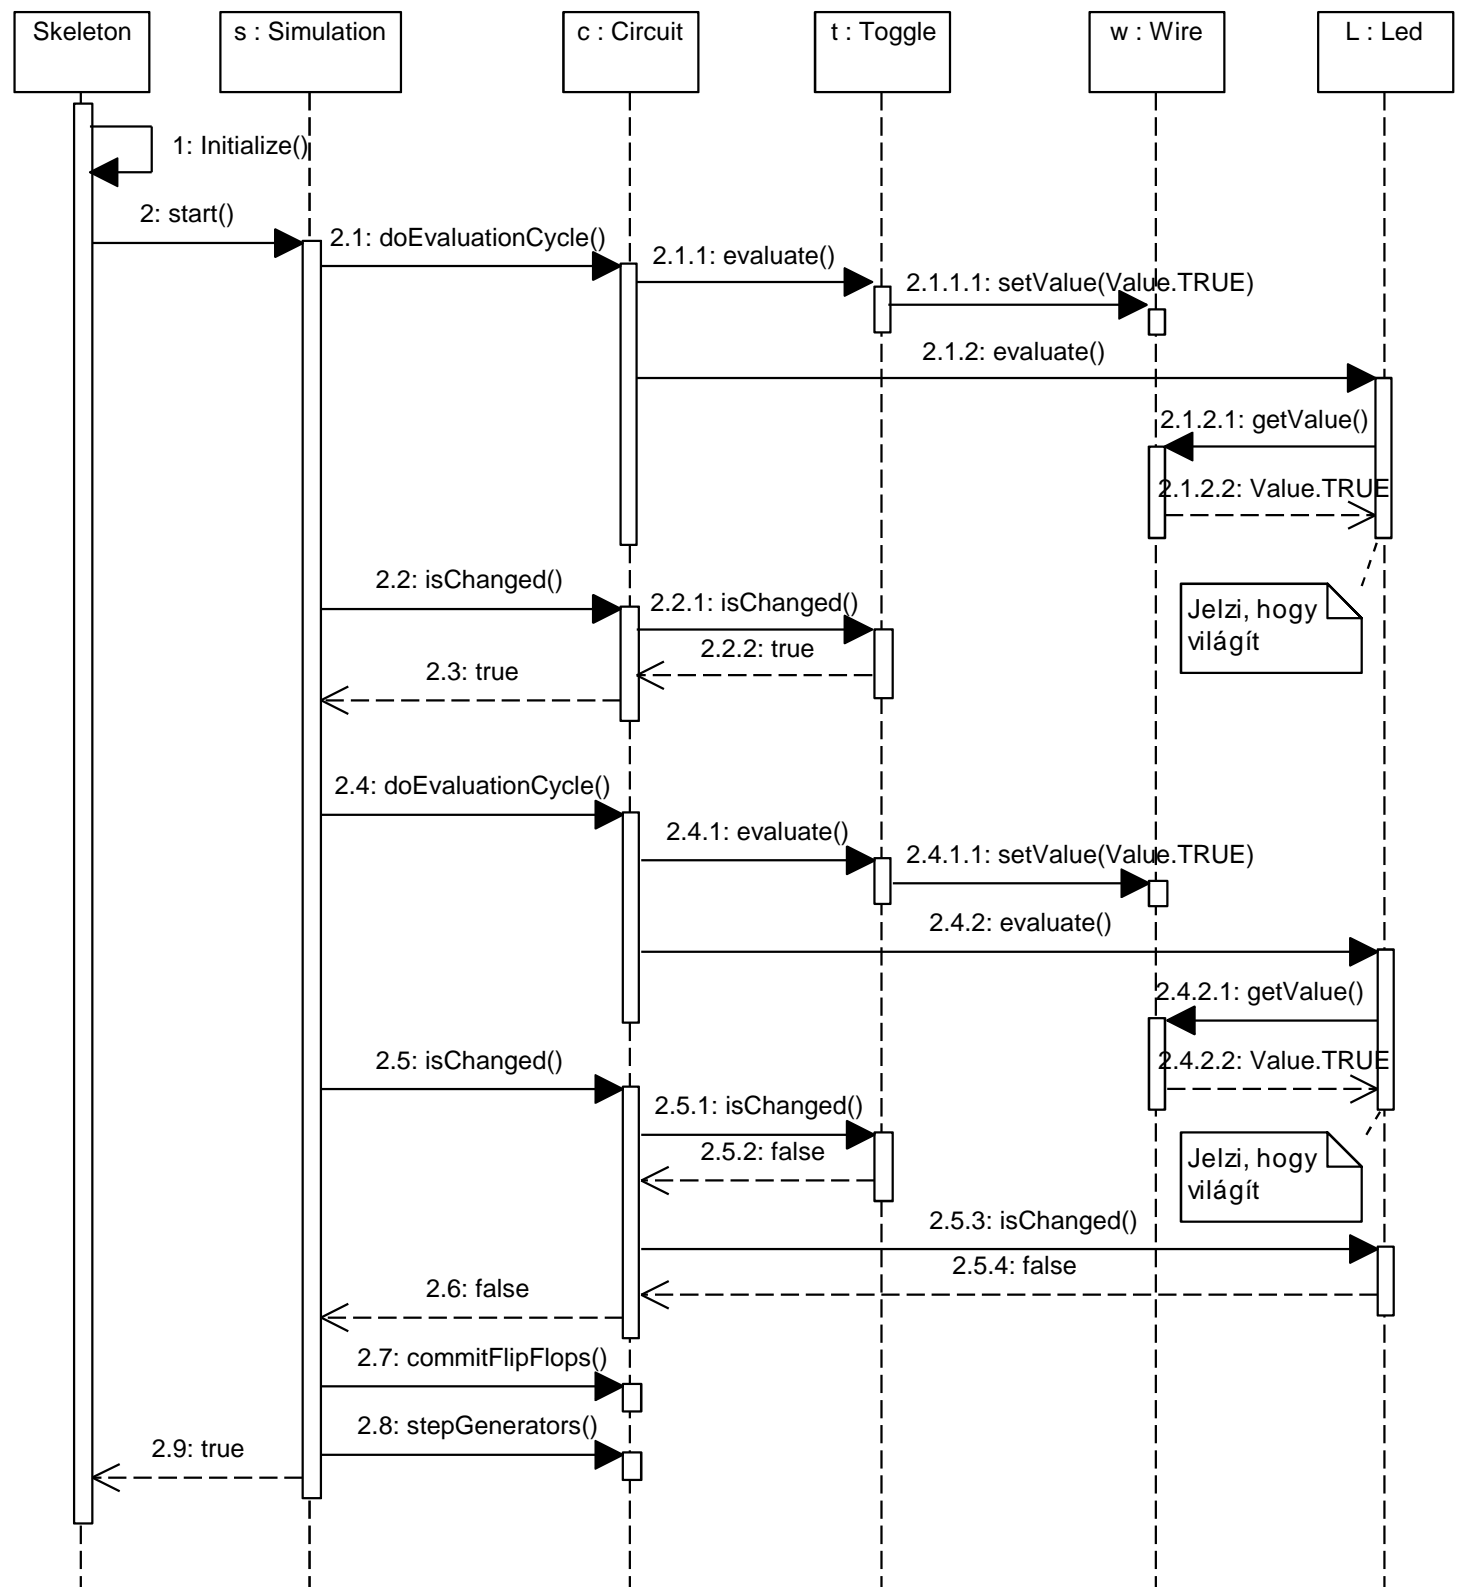 Skeleton
s : Simulation
c : Circuit
t : Toggle
w : Wire
L : Led
1: Initialize()
2: start()
2.1: doEvaluationCycle()
2.1.1: evaluate()
2.1.1.1: setValue(Value.TRUE)
2.1.2: evaluate()
2.1.2.1: getValue()
2.1.2.2: Value.TRUE
2.2: isChanged()
2.2.1: isChanged()
Jelzi, hogy
világít
2.2.2: true
2.3: true
2.4: doEvaluationCycle()
2.4.1: evaluate()
2.4.1.1: setValue(Value.TRUE)
2.4.2: evaluate()
2.4.2.1: getValue()
2.4.2.2: Value.TRUE
2.5: isChanged()
2.5.1: isChanged()
2.5.2: false
Jelzi, hogy
világít
2.5.3: isChanged()
2.5.4: false
2.6: false
2.7: commitFlipFlops()
2.8: stepGenerators()
2.9: true